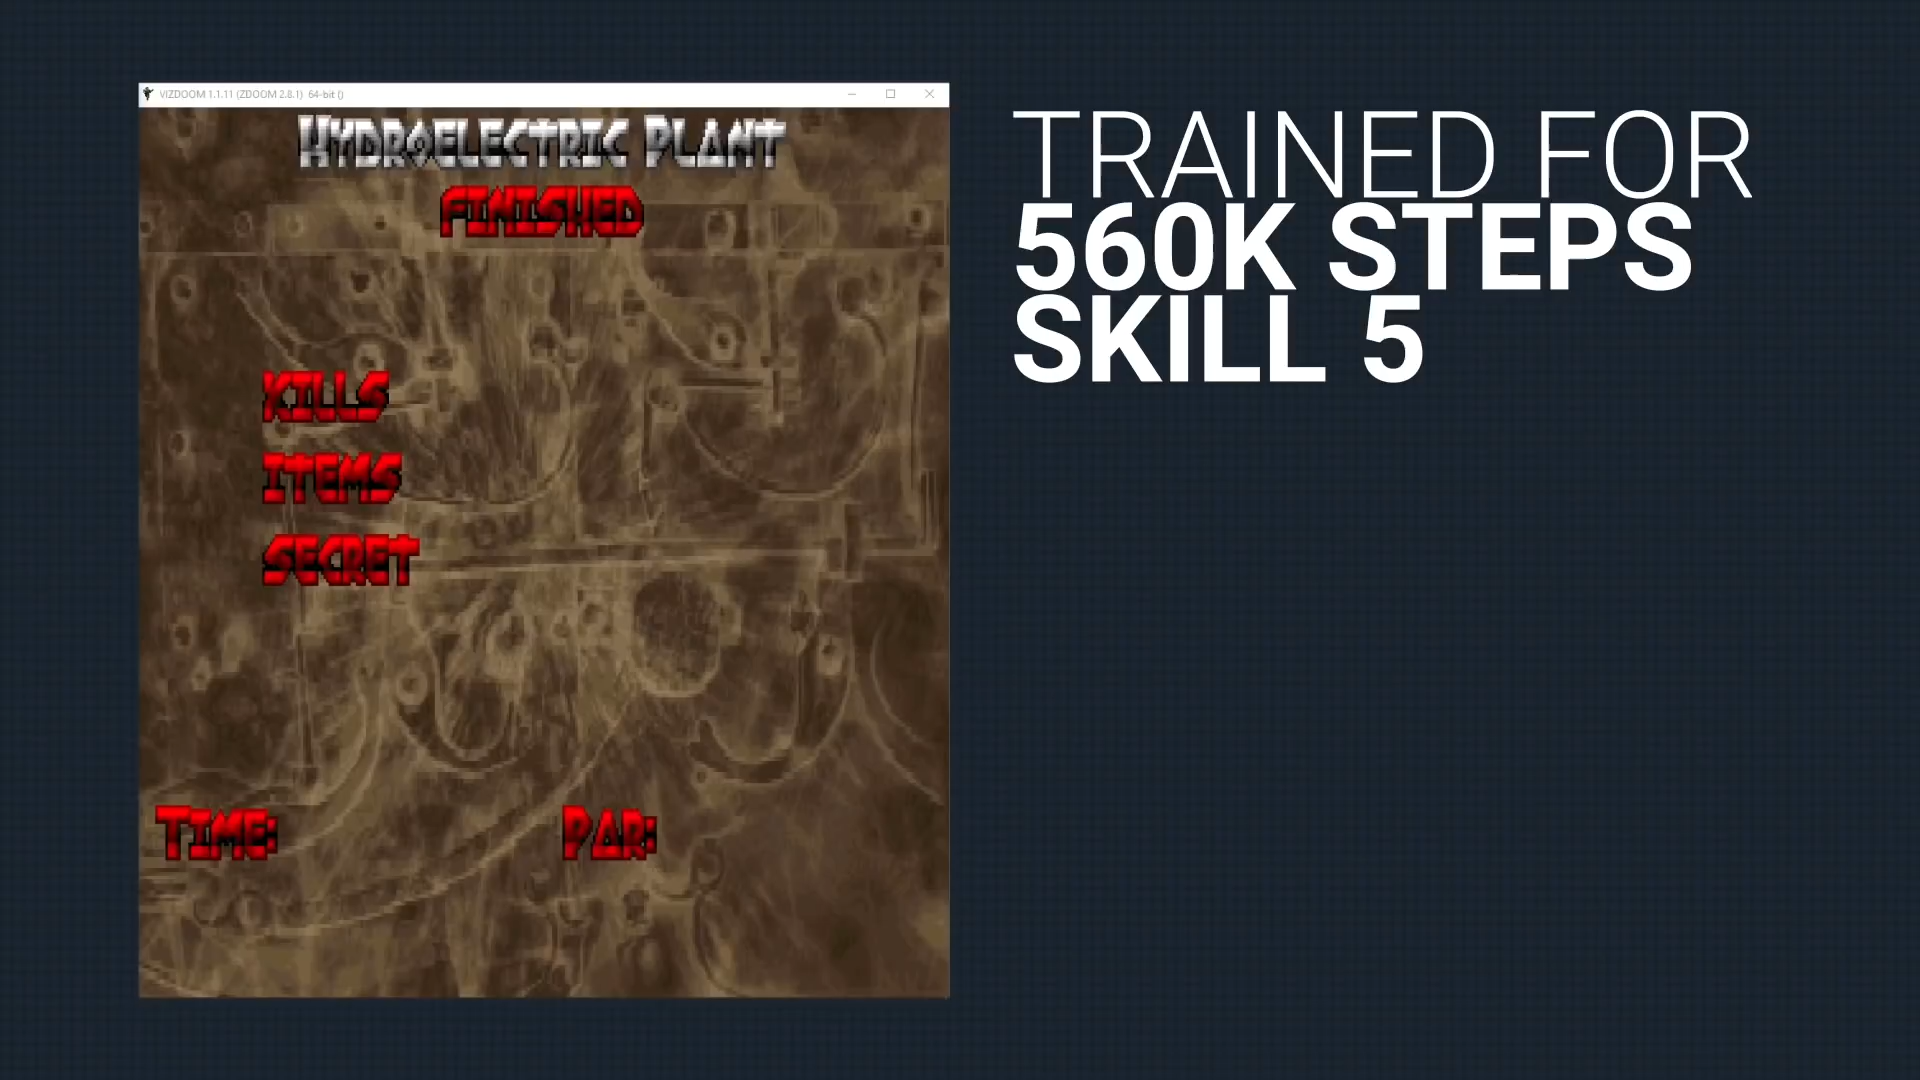 VIZDOOM 1.1.11 (ZDOOM 2.8.1) 64-bit ()
HYDROELECTRIC PLANT
FINISHED
KILLS
ITEMS
SECRET
TIME:
PAR:
TRAINED FOR
560K STEPS
SKILL 5